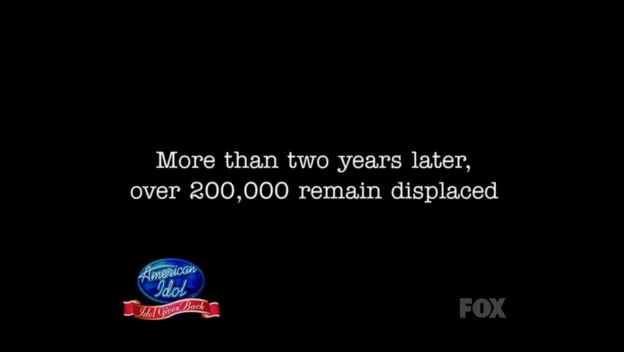 More than two years later,
over 200,000 remain displaced
American
Idol
Idol Gives Back
FOX